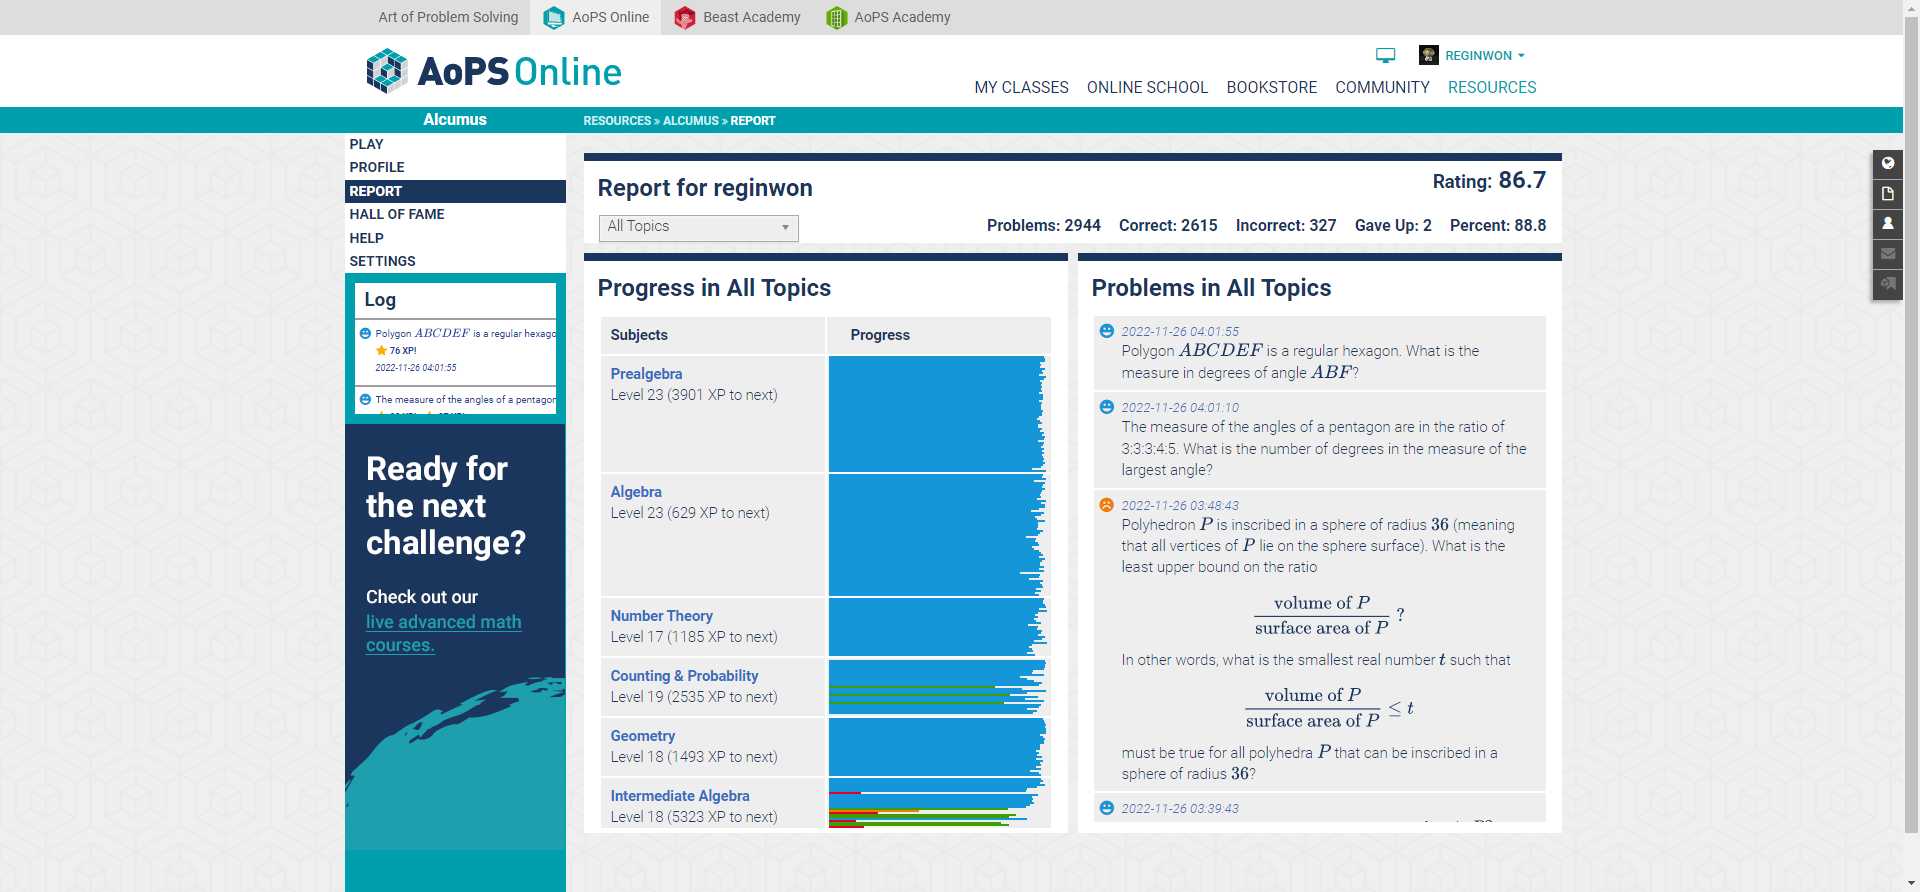 Art of Problem Solving
AoPS Online
Beast Academy
AoPS Academy
AoPS Online
REGINWON
MY CLASSES
ONLINE SCHOOL
BOOKSTORE
COMMUNITY
RESOURCES
Alcumus
RESOURCES » ALCUMUS » REPORT
PLAY
PROFILE
REPORT
HALL OF FAME
HELP
SETTINGS
Log
Polygon ABCDEF is a regular hexago
76 XP!
2022-11-26 04:01:55
The measure of the angles of a pentagon
Ready for
the next
challenge?
Check out our
live advanced math
courses.
Report for reginwon
Rating: 86.7
All Topics
Problems: 2944 Correct: 2615 Incorrect: 327 Gave Up: 2 Percent: 88.8
Progress in All Topics
Subjects Progress
Prealgebra
Level 23 (3901 XP to next)
Algebra
Level 23 (629 XP to next)
Number Theory
Level 17 (1185 XP to next)
Counting & Probability
Level 19 (2535 XP to next)
Geometry
Level 18 (1493 XP to next)
Intermediate Algebra
Level 18 (5323 XP to next)
Problems in All Topics
2022-11-26 04:01:55
Polygon ABCDEF is a regular hexagon. What is the
measure in degrees of angle ABF?
2022-11-26 04:01:10
The measure of the angles of a pentagon are in the ratio of
3:3:3:4:5. What is the number of degrees in the measure of the
largest angle?
2022-11-26 03:48:43
Polyhedron P is inscribed in a sphere of radius 36 (meaning
that all vertices of P lie on the sphere surface). What is the
least upper bound on the ratio
volume of P
surface area of P ?
In other words, what is the smallest real number t such that
volume of P
surface area of P ≤ t
must be true for all polyhedra P that can be inscribed in a
sphere of radius 36?
2022-11-26 03:39:43